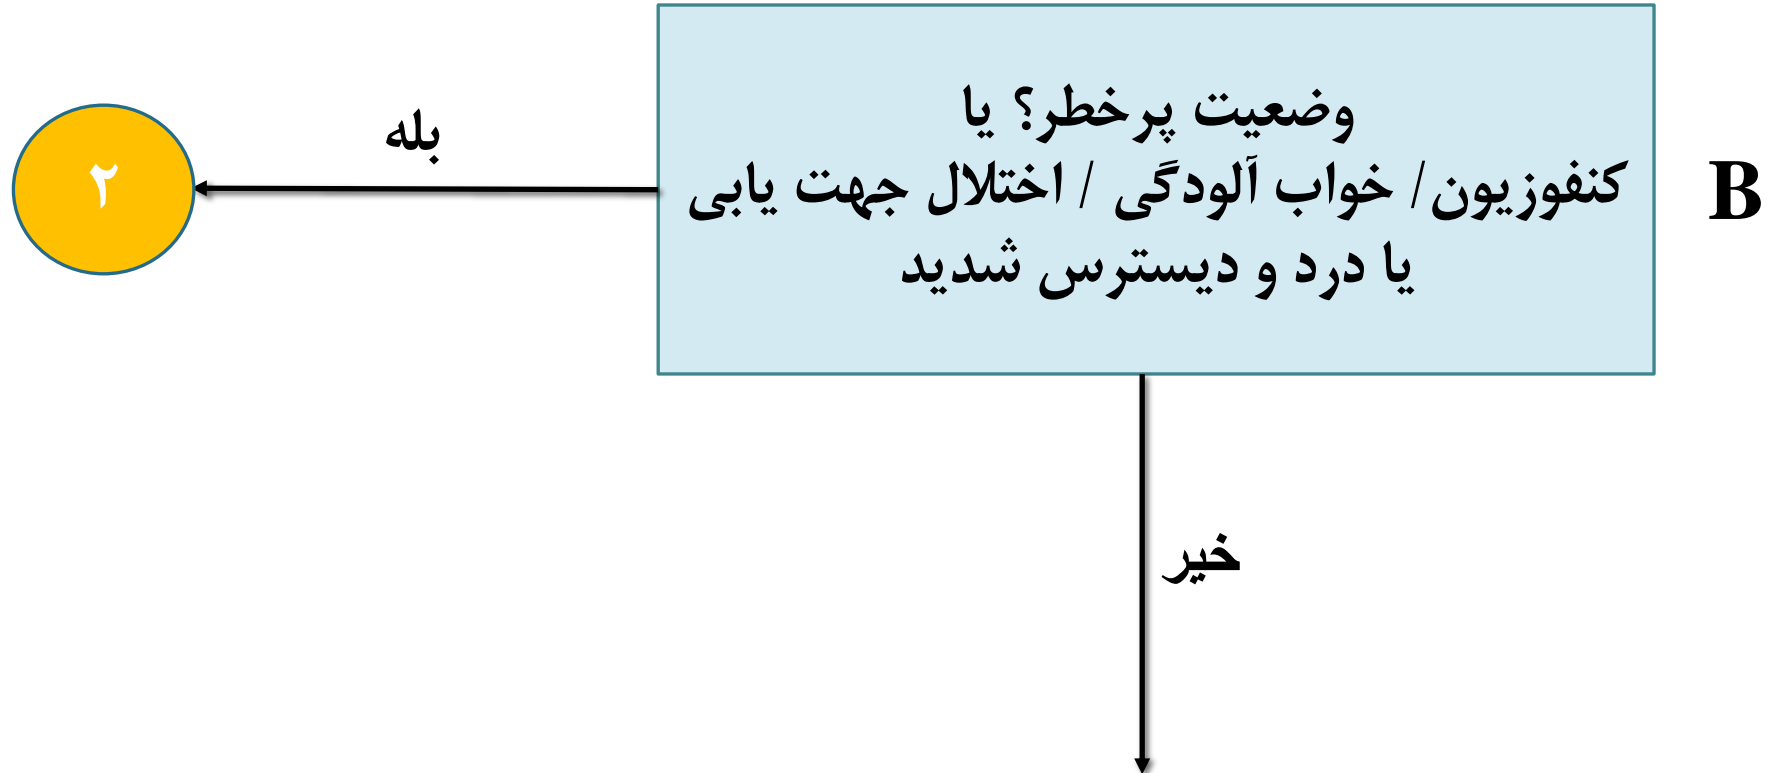 وضعیت پرخطر؟ یا
کنفوزیون/ خواب آلودگی / اختلال جهت یابی
یا درد و دیسترس شدید
B
بله
۲
خیر